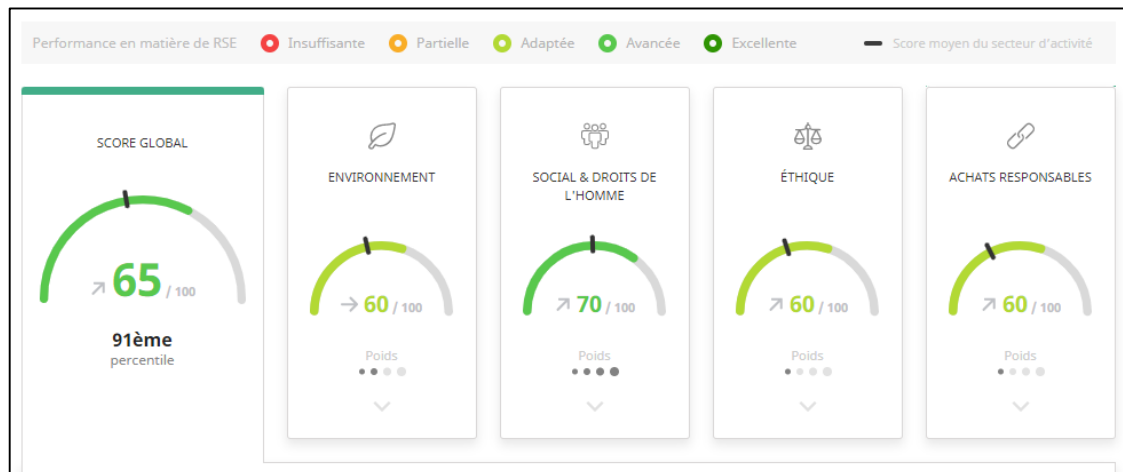 Performance en matière de RSE Insuffisante Partielle Adaptée Avancée Excellente Score moyen du secteur d'activité
SCORE GLOBAL
65 / 100
91ème
percentile
ENVIRONNEMENT
60 / 100
Poids
SOCIAL & DROITS DE
L'HOMME
70 / 100
Poids
ÉTHIQUE
60 / 100
Poids
ACHATS RESPONSABLES
60 / 100
Poids